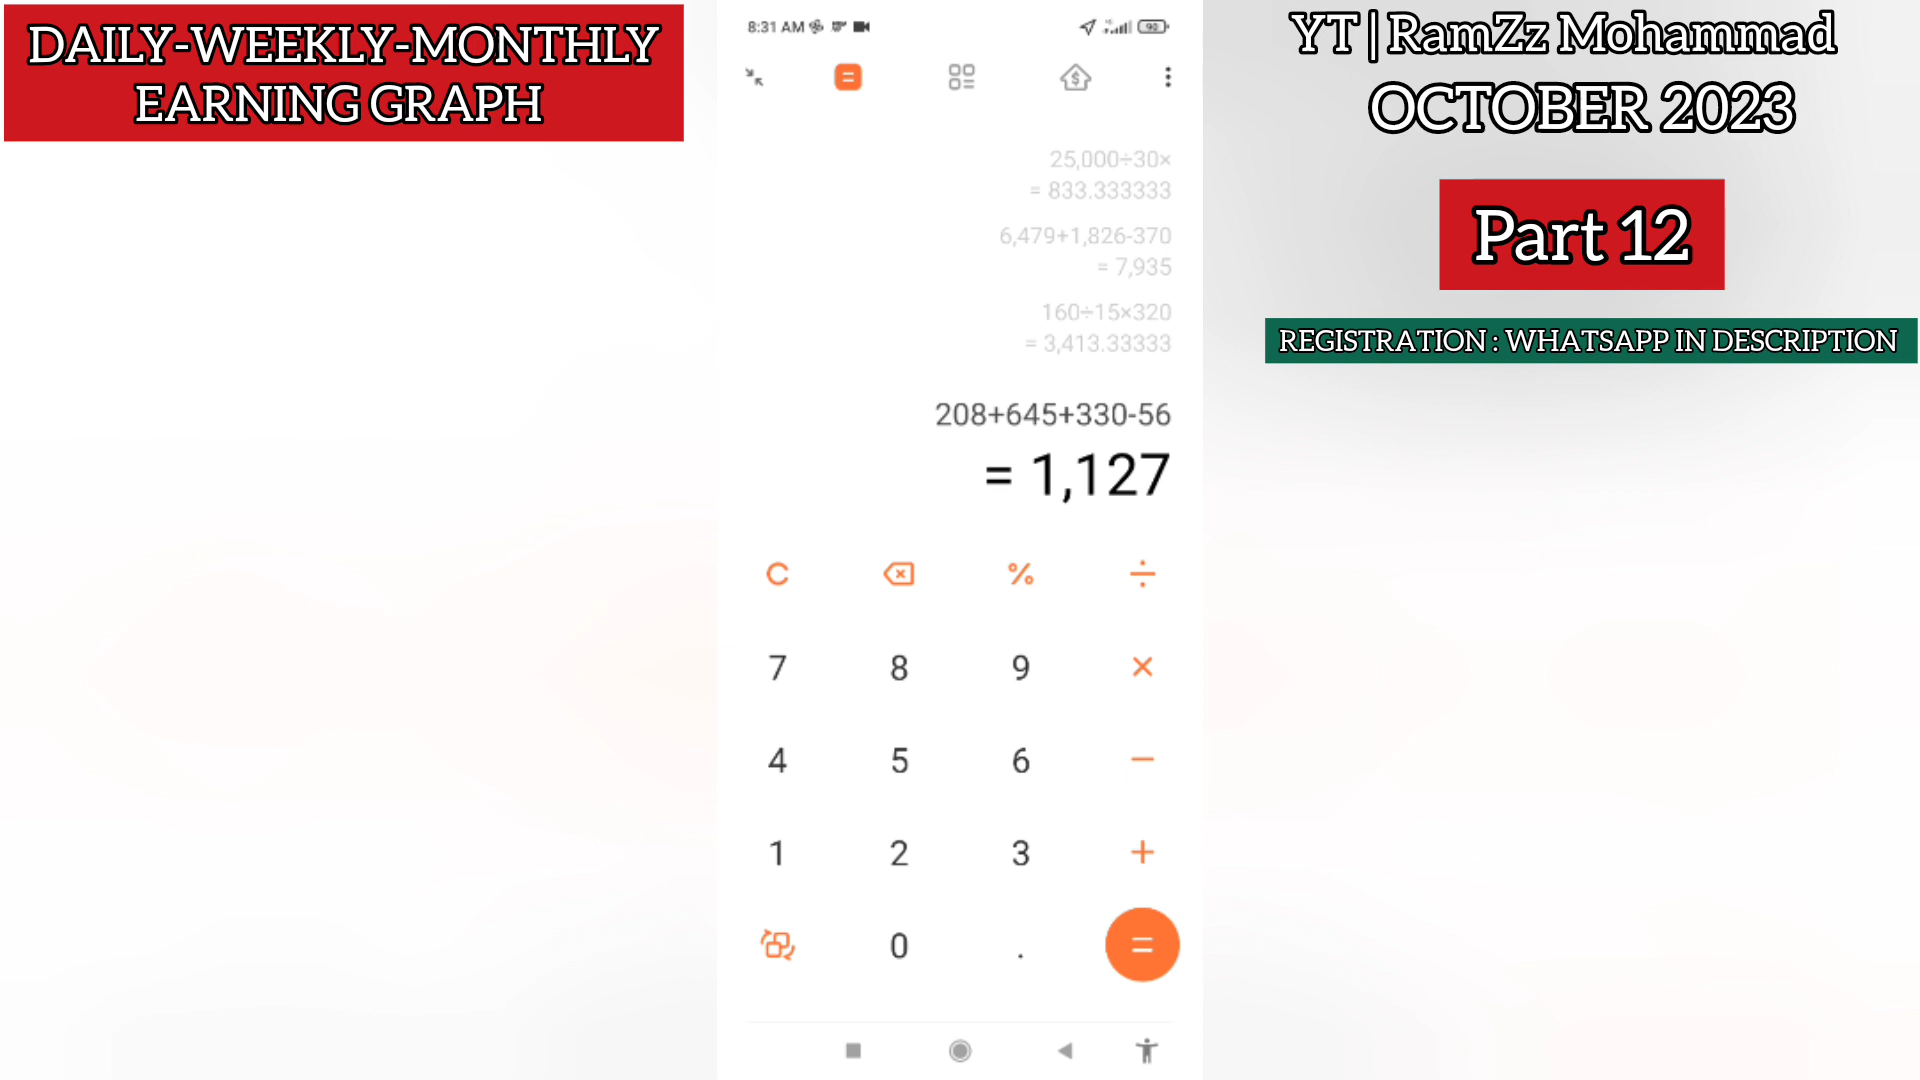 DAILY-WEEKLY-MONTHLY
EARNING GRAPH
8:31 AM
90
25,000÷30×
= 833.333333
6,479+1,826-370
= 7,935
160÷15×320
= 3,413.33333
208+645+330-56
= 1,127
C % ÷
7 8 9 ×
4 5 6 −
1 2 3 +
0 . =
YT | RamZz Mohammad
OCTOBER 2023
Part 12
REGISTRATION : WHATSAPP IN DESCRIPTION